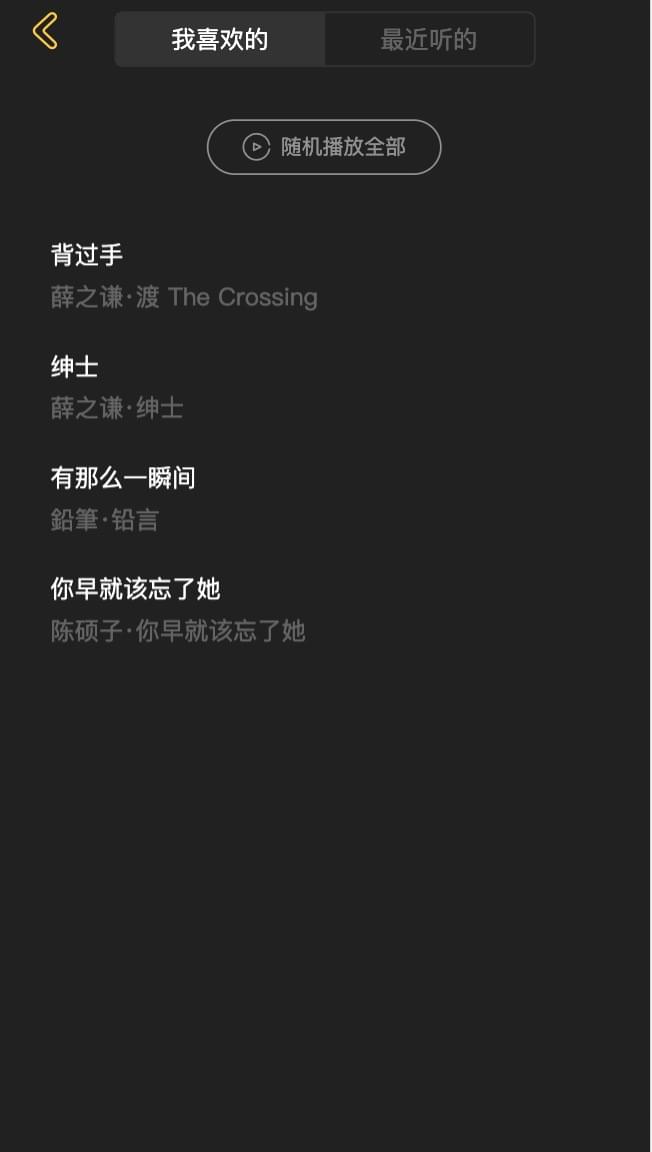 我喜欢的 最近听的
随机播放全部
背过手
薛之谦·渡 The Crossing
绅士
薛之谦·绅士
有那么一瞬间
鉛筆·铅言
你早就该忘了她
陈硕子·你早就该忘了她